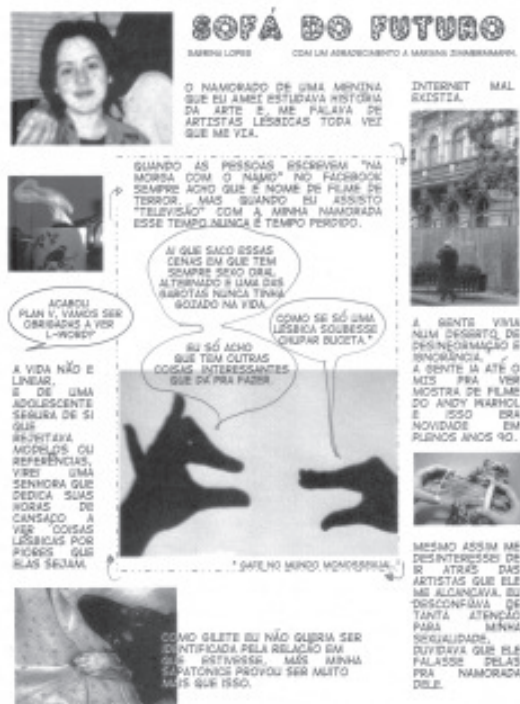 SOFÁ DO FUTURO
SABRINA LOPES COM UM AGRADECIMENTO A MARIANA ZIMMERMANN.
O NAMORADO DE UMA MENINA
QUE EU AMEI ESTUDAVA HISTÓRIA
DA ARTE E ME FALAVA DE
ARTISTAS LÉSBICAS TODA VEZ
QUE ME VIA.
INTERNET MAL
EXISTIA.
QUANDO AS PESSOAS ESCREVEM "NA
MORGA COM O NAMO" NO FACEBOOK
SEMPRE ACHO QUE É NOME DE FILME DE
TERROR. MAS QUANDO EU ASSISTO
"TELEVISÃO" COM A MINHA NAMORADA
ESSE TEMPO NUNCA É TEMPO PERDIDO.
AI QUE SACO ESSAS
CENAS EM QUE TEM
SEMPRE SEXO ORAL
ALTERNADO E UMA DAS
GAROTAS NUNCA TINHA
GOZADO NA VIDA.
COMO SE SÓ UMA
LÉSBICA SOUBESSE
CHUPAR BUCETA.*
EU SÓ ACHO
QUE TEM OUTRAS
COISAS INTERESSANTES
QUE DÁ PRA FAZER
ACABOU
PLAN V, VAMOS SER
OBRIGADAS A VER
L-WORD?
A VIDA NÃO É
LINEAR.
E DE UMA
ADOLESCENTE
SEGURA DE SI
QUE
REJEITAVA
MODELOS OU
REFERÊNCIAS,
VIREI UMA
SENHORA QUE
DEDICA SUAS
HORAS DE
CANSAÇO A
VER COISAS
LÉSBICAS POR
PIORES QUE
ELAS SEJAM.
A GENTE VIVIA
NUM DESERTO DE
DESINFORMAÇÃO E
IGNORÂNCIA.
A GENTE IA ATÉ O
MIS PRA VER
MOSTRA DE FILME
DO ANDY WARHOL
E ISSO ERA
NOVIDADE EM
PLENOS ANOS 90.
* GAFE NO MUNDO MONOSSEXUAL
MESMO ASSIM ME
DESINTERESSEI DE
IR ATRÁS DAS
ARTISTAS QUE ELE
ME ALCANÇAVA. EU
DESCONFIAVA DE
TANTA ATENÇÃO
PARA MINHA
SEXUALIDADE.
DUVIDAVA QUE ELE
FALASSE DELAS
PRA NAMORADA
DELE.
COMO GILETE EU NÃO QUERIA SER
IDENTIFICADA PELA RELAÇÃO EM
QUE ESTIVESSE, MAS MINHA
SAPATONICE PROVOU SER MUITO
MAIS QUE ISSO.